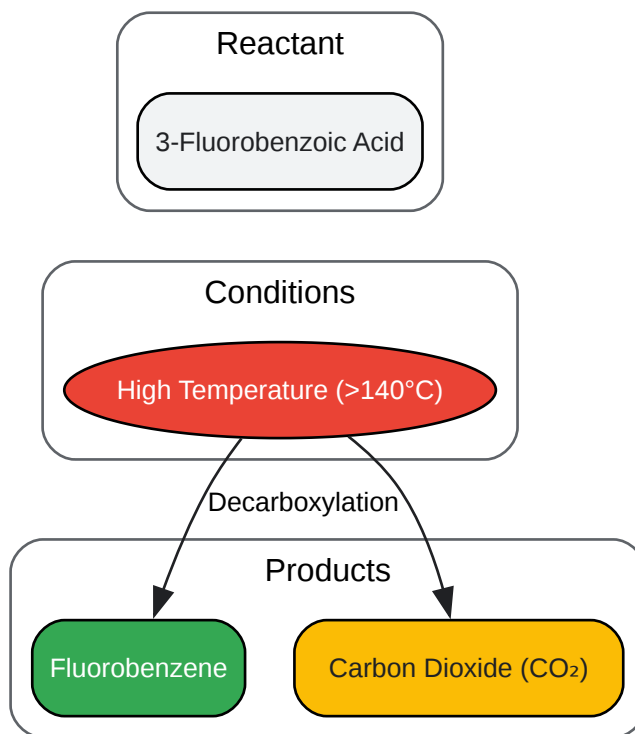 Reactant
3-Fluorobenzoic Acid
Conditions
High Temperature (>140°C)
Decarboxylation
Products
Fluorobenzene
Carbon Dioxide (CO₂)